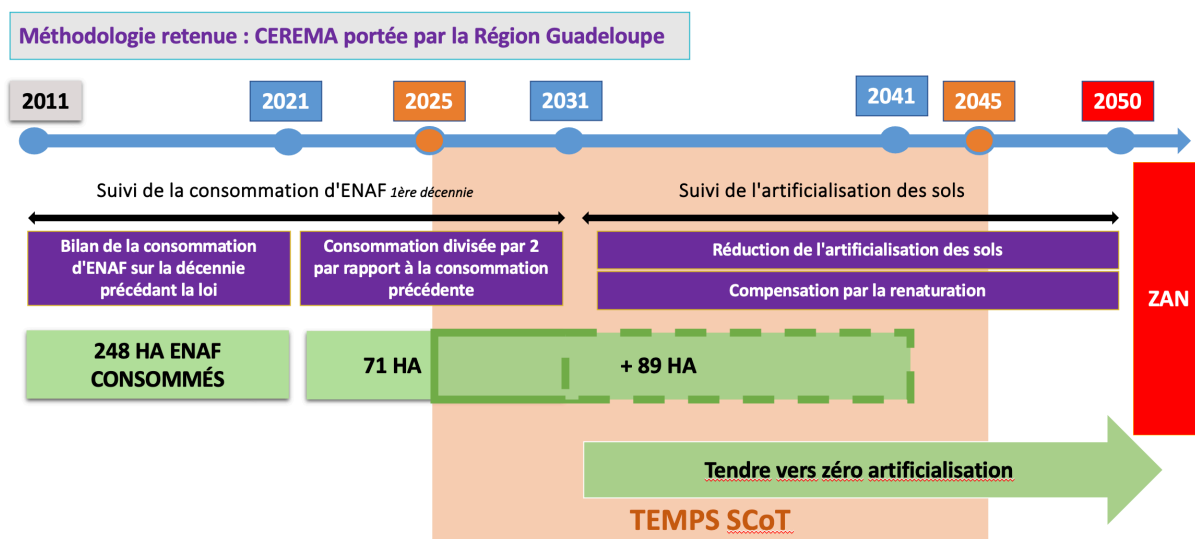 Méthodologie retenue : CEREMA portée par la Région Guadeloupe
2011
2021
2025
2031
2041
2045
2050
Suivi de la consommation d'ENAF 1ère décennie
Suivi de l'artificialisation des sols
Bilan de la consommation
d'ENAF sur la décennie
précédant la loi
Consommation divisée par 2
par rapport à la consommation
précédente
Réduction de l'artificialisation des sols
Compensation par la renaturation
ZAN
248 HA ENAF
CONSOMMÉS
71 HA
+ 89 HA
Tendre vers zéro artificialisation
TEMPS SCoT